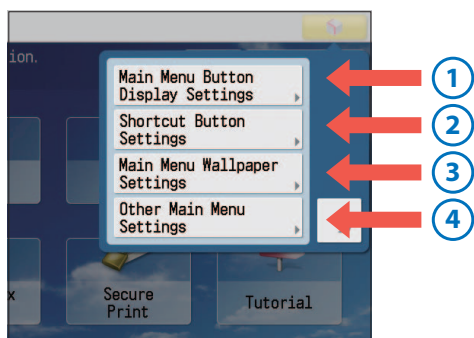 ion.
Main Menu Button
Display Settings
Shortcut Button
Settings
Main Menu Wallpaper
Settings
Other Main Menu
Settings
1
2
3
4
x
Secure
Print
Tutorial